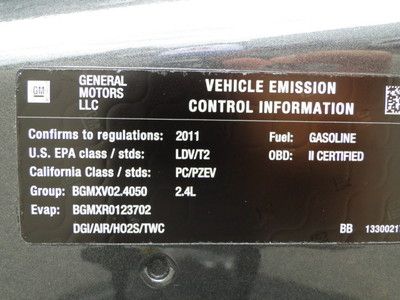 GM
GENERAL MOTORS LLC
VEHICLE EMISSION
CONTROL INFORMATION
Conforms to regulations: 2011 Fuel: GASOLINE
U.S. EPA class / stds: LDV/T2 OBD: II CERTIFIED
California Class / stds: PC/PZEV
Group: BGMXV02.4050 2.4L
Evap: BGMXR0123702
DGI/AIR/HO2S/TWC
BB